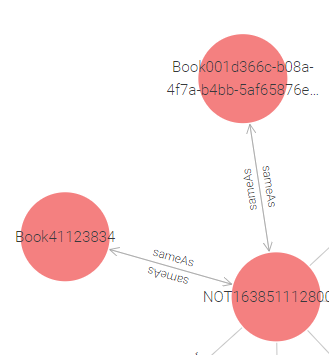 Book001d366c-b08a-
4f7a-b4bb-5af65876e...
sameAs
sameAs
Book41123834
sameAs
sameAs
NOT163851112800